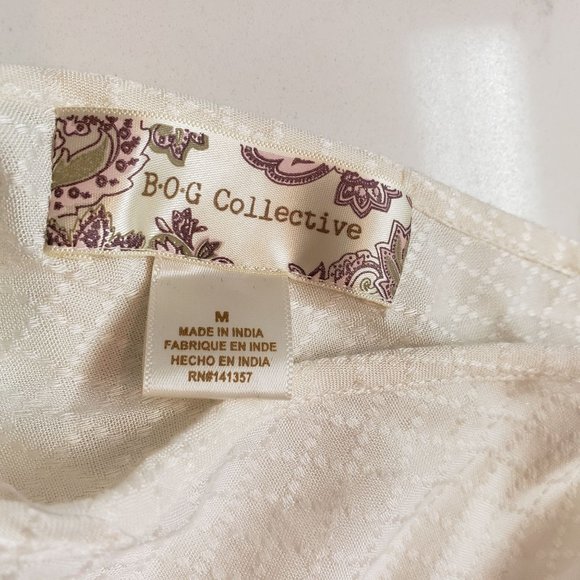 B·O·G Collective
M
MADE IN INDIA
FABRIQUE EN INDE
HECHO EN INDIA
RN#141357